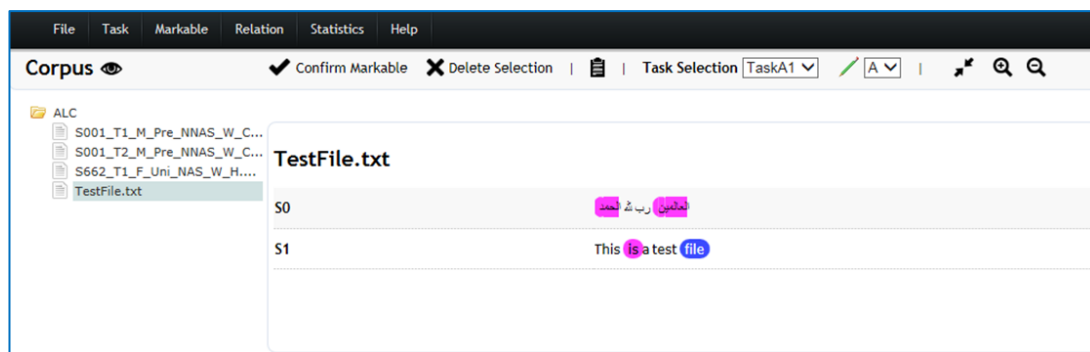 File Task Markable Relation Statistics Help
Corpus Confirm Markable Delete Selection | | Task Selection TaskA1 A |
ALC
S001_T1_M_Pre_NNAS_W_C...
S001_T2_M_Pre_NNAS_W_C...
S662_T1_F_Uni_NAS_W_H....
TestFile.txt
TestFile.txt
S0 الحمد لله رب العالمين
S1 This is a test file